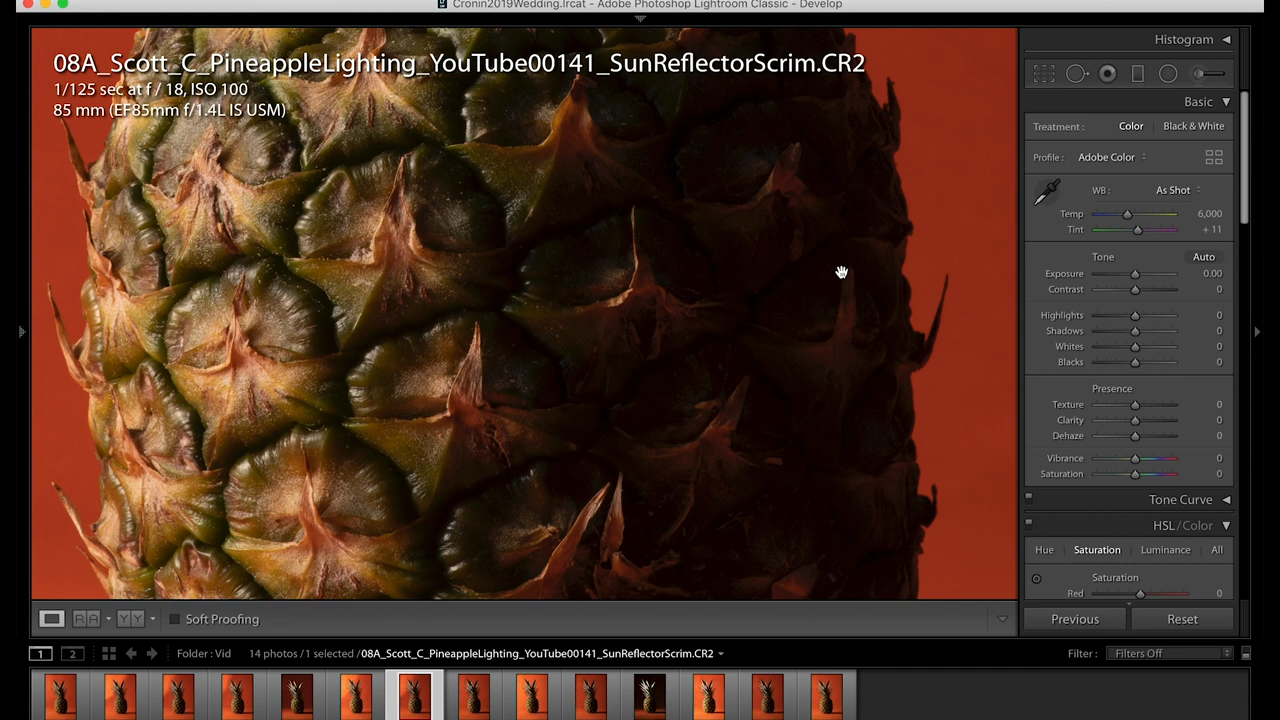 Cronin2019Wedding.lrcat - Adobe Photoshop Lightroom Classic - Develop
08A_Scott_C_PineappleLighting_YouTube00141_SunReflectorScrim.CR2
1/125 sec at f / 18, ISO 100
85 mm (EF85mm f/1.4L IS USM)
Histogram
Basic
Treatment : Color Black & White
Profile : Adobe Color
WB : As Shot
Temp 6,000
Tint + 11
Tone Auto
Exposure 0.00
Contrast 0
Highlights 0
Shadows 0
Whites 0
Blacks 0
Presence
Texture 0
Clarity 0
Dehaze 0
Vibrance 0
Saturation 0
Tone Curve
HSL / Color
Hue Saturation Luminance All
Saturation
Red 0
R A Y Y Soft Proofing
Previous Reset
1 2 Folder : Vid 14 photos / 1 selected / 08A_Scott_C_PineappleLighting_YouTube00141_SunReflectorScrim.CR2 Filter : Filters Off